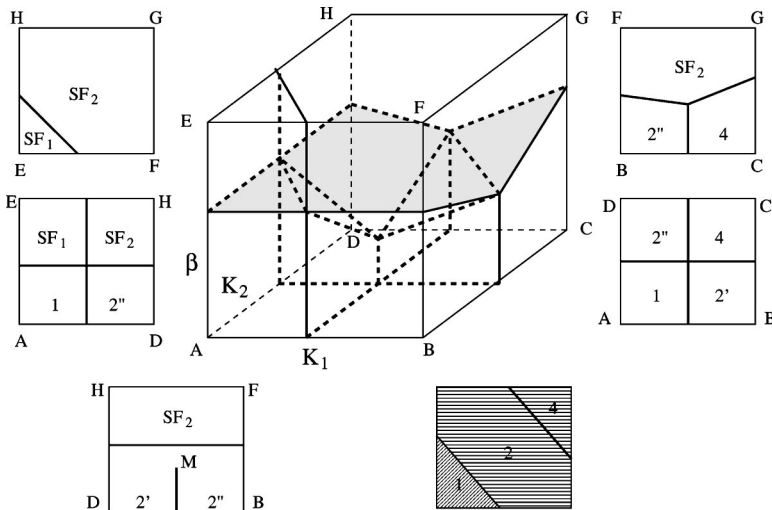 H G
SF2
SF1
E F
E H
SF1 SF2
1 2"
A D
H
G
E
F
D
C
β
K2
A
K1
B
F G
SF2
2" 4
B C
D C
2" 4
1 2'
A B
H F
SF2
M
D 2' 2" B
4
2
1